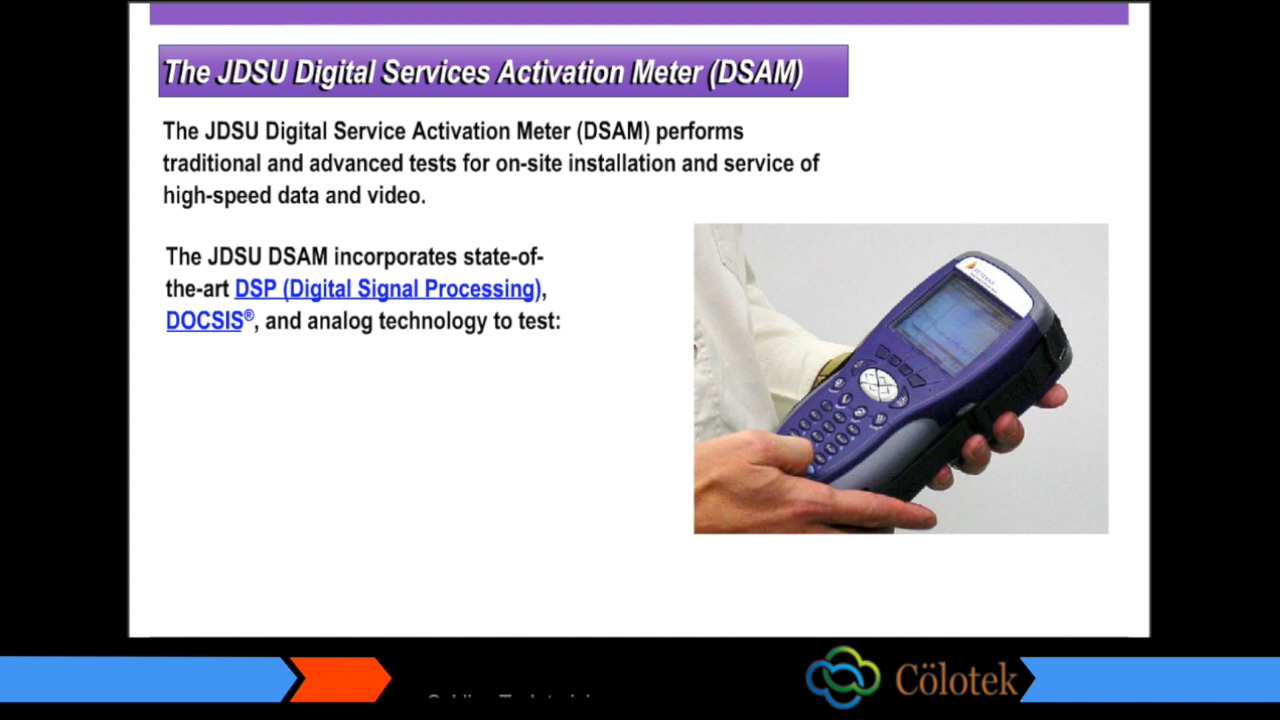 The JDSU Digital Services Activation Meter (DSAM)
The JDSU Digital Service Activation Meter (DSAM) performs
traditional and advanced tests for on-site installation and service of
high-speed data and video.
The JDSU DSAM incorporates state-of-
the-art DSP (Digital Signal Processing),
DOCSIS®, and analog technology to test:
Cölotek